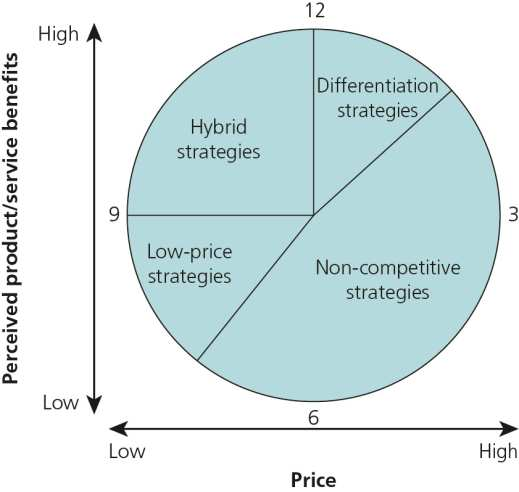 12
High
Perceived product/service benefits
Differentiation
strategies
Hybrid
strategies
9
3
Low-price
strategies
Non-competitive
strategies
Low
6
Low
High
Price